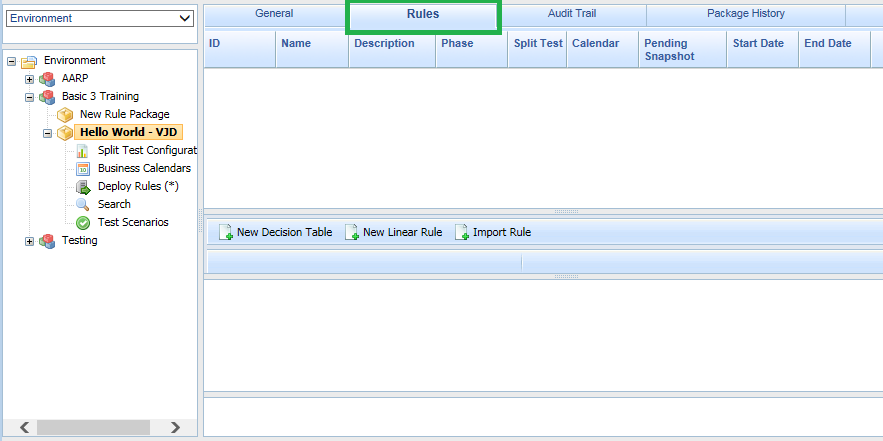 Environment
Environment
AARP
Basic 3 Training
New Rule Package
Hello World - VJD
Split Test Configurat
Business Calendars
10
Deploy Rules (*)
Search
Test Scenarios
Testing
General Rules Audit Trail Package History
ID Name Description Phase Split Test Calendar Pending Snapshot Start Date End Date
New Decision Table New Linear Rule Import Rule